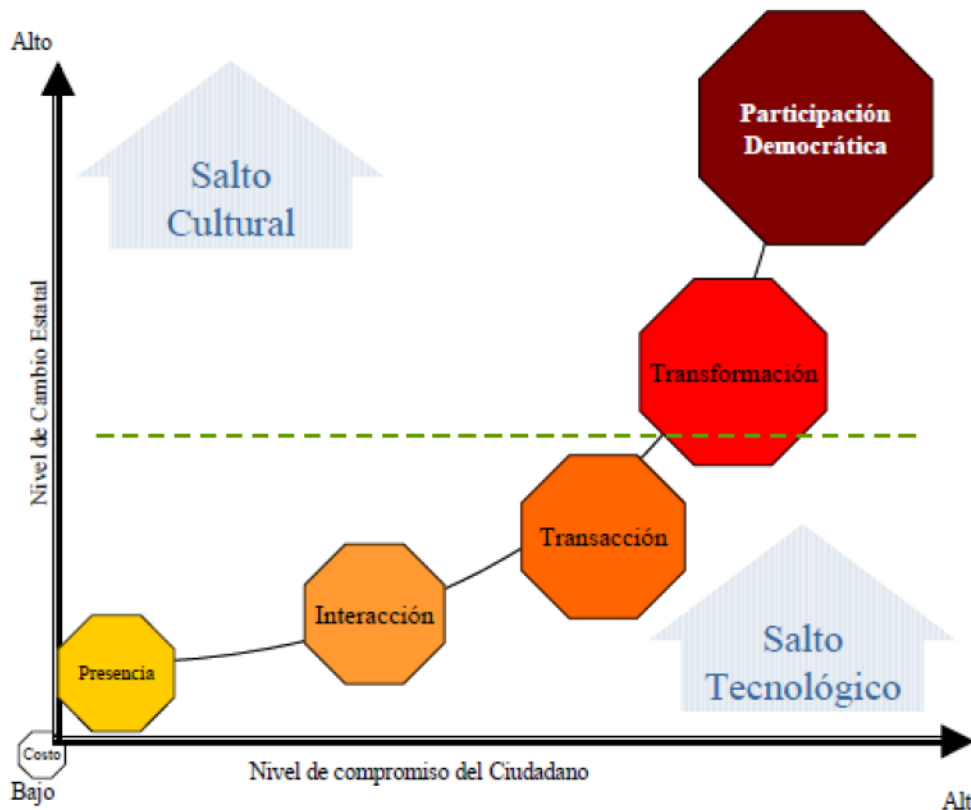 Alto
Participación
Democrática
Salto
Cultural
Nivel de Cambio Estatal
Transformación
Transacción
Interacción
Salto
Tecnológico
Presencia
Costo
Bajo
Nivel de compromiso del Ciudadano
Alt